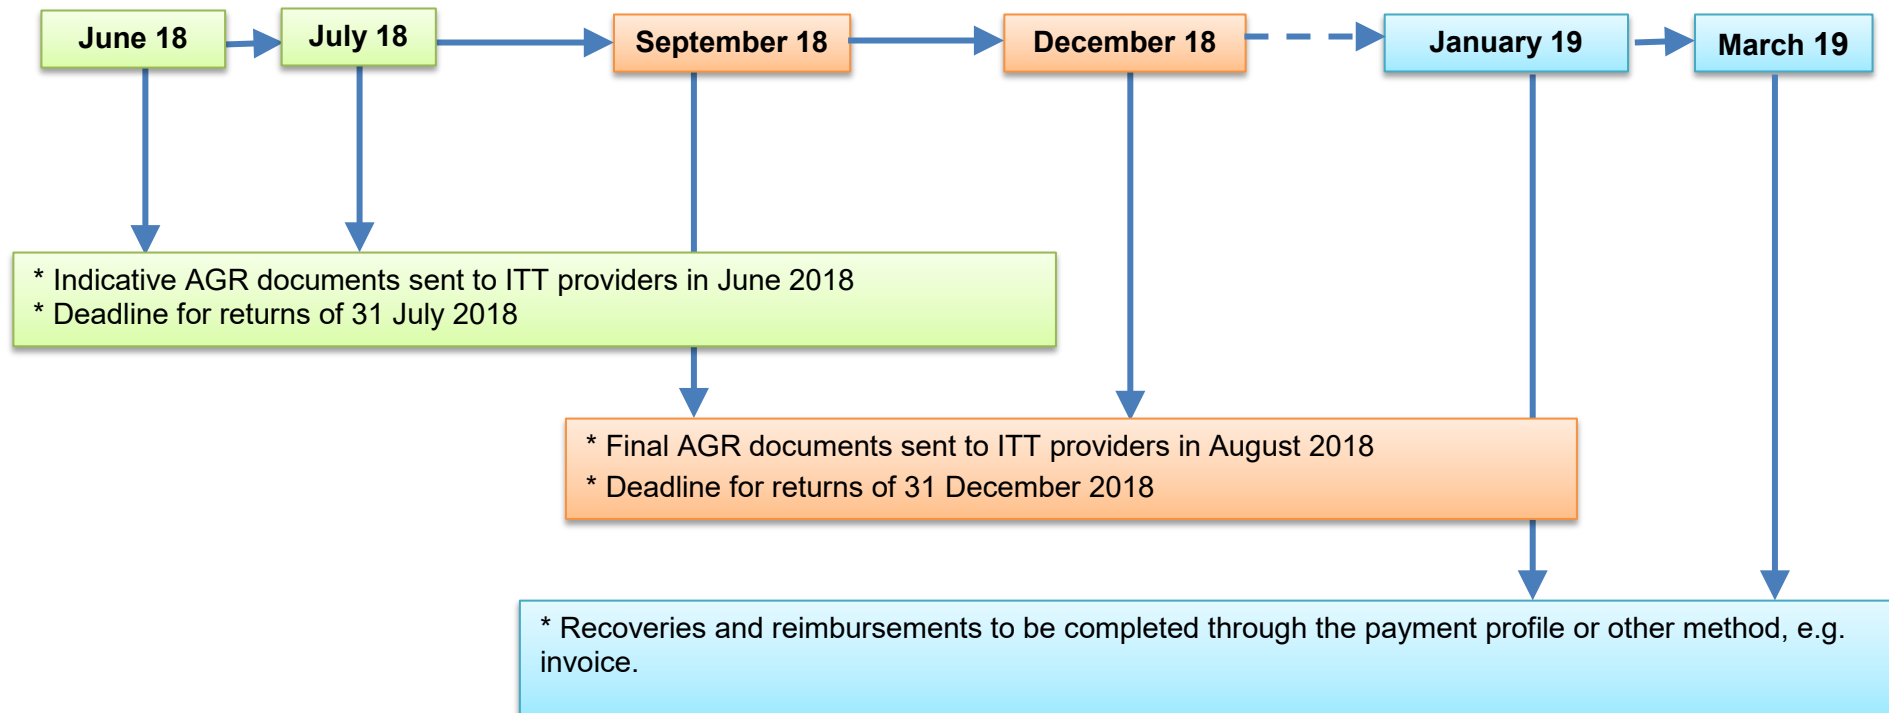 June 18
July 18
September 18
December 18
January 19
March 19
* Indicative AGR documents sent to ITT providers in June 2018
* Deadline for returns of 31 July 2018
* Final AGR documents sent to ITT providers in August 2018
* Deadline for returns of 31 December 2018
* Recoveries and reimbursements to be completed through the payment profile or other method, e.g.
invoice.